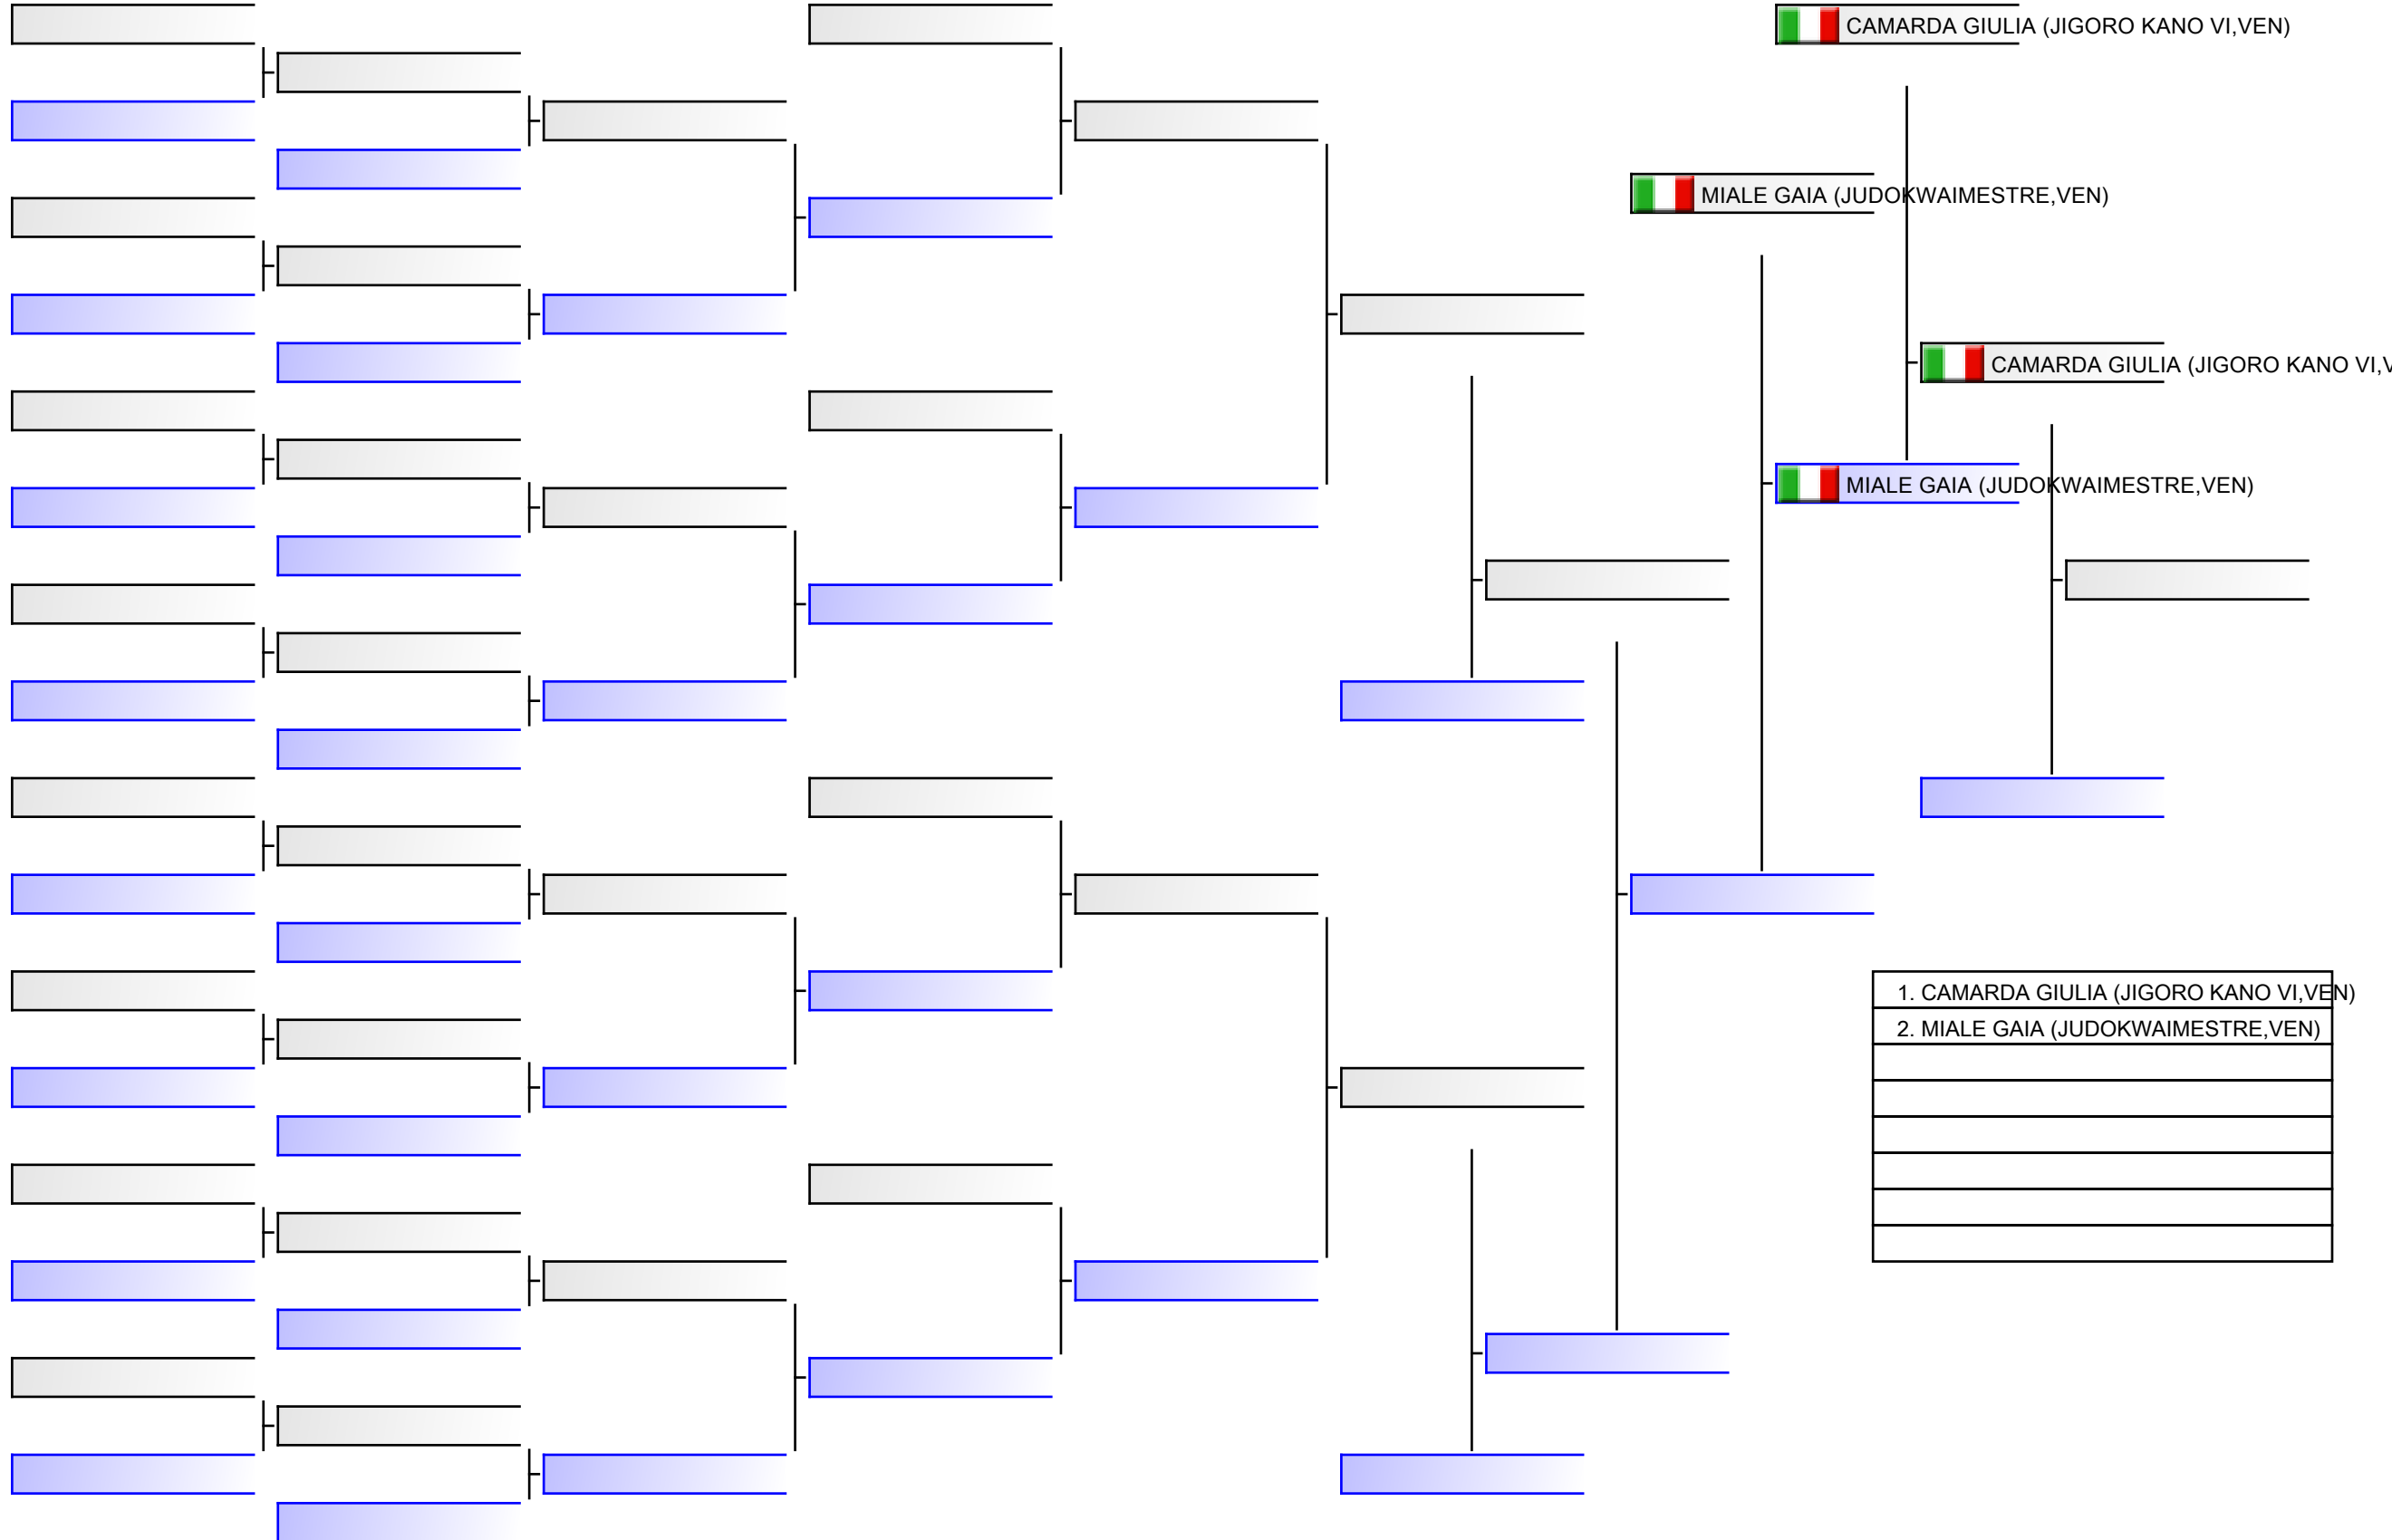 CAMARDA GIULIA (JIGORO KANO VI,VEN)
MIALE GAIA (JUDOKWAIMESTRE,VEN)
CAMARDA GIULIA (JIGORO KANO VI,V
MIALE GAIA (JUDOKWAIMESTRE,VEN)
1. CAMARDA GIULIA (JIGORO KANO VI,VEN)
2. MIALE GAIA (JUDOKWAIMESTRE,VEN)